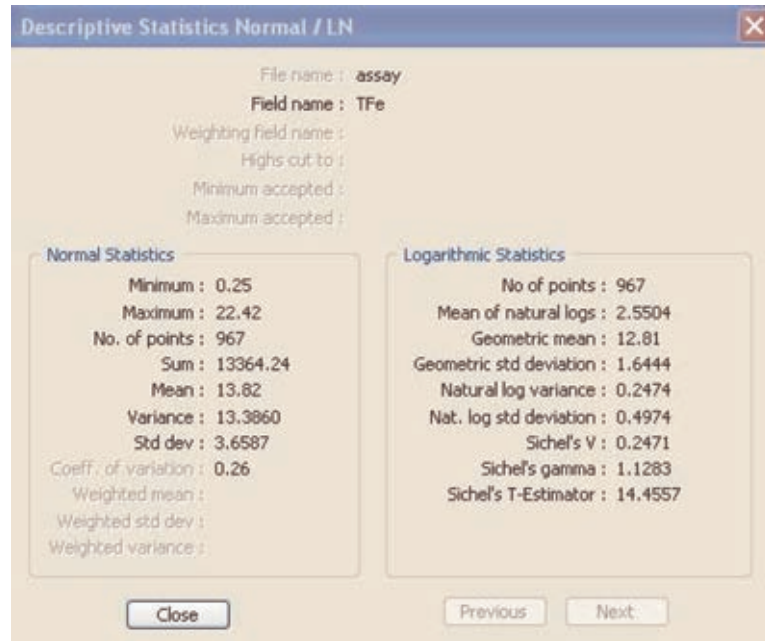 Descriptive Statistics Normal / LN
File name : assay
Field name : TFe
Weighting field name :
Highs cut to :
Minimum accepted :
Maximum accepted :
Normal Statistics
Minimum : 0.25
Maximum : 22.42
No. of points : 967
Sum : 13364.24
Mean : 13.82
Variance : 13.3860
Std dev : 3.6587
Coeff. of variation : 0.26
Weighted mean :
Weighted std dev :
Weighted variance :
Logarithmic Statistics
No of points : 967
Mean of natural logs : 2.5504
Geometric mean : 12.81
Geometric std deviation : 1.6444
Natural log variance : 0.2474
Nat. log std deviation : 0.4974
Sichel's V : 0.2471
Sichel's gamma : 1.1283
Sichel's T-Estimator : 14.4557
Close
Previous
Next